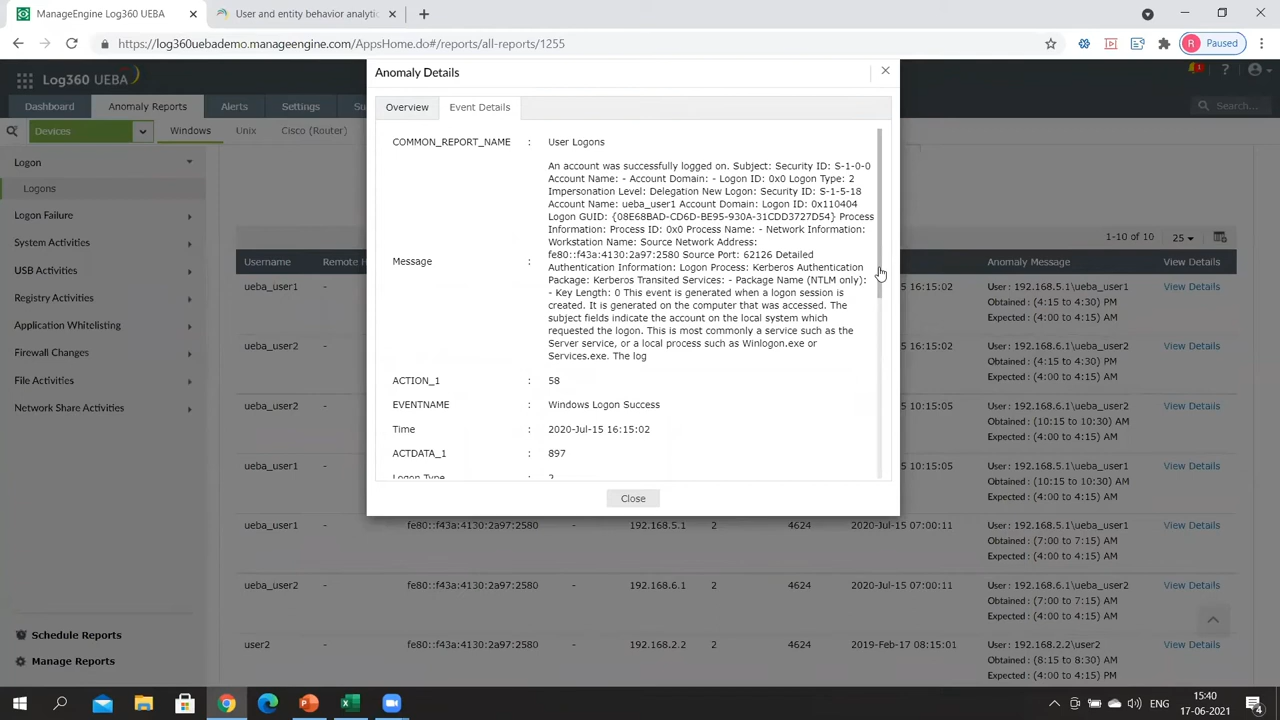 ManageEngine Log360 UEBA
User and entity behavior analytic
https://log360uebademo.manageengine.com/AppsHome.do#/reports/all-reports/1255
R Paused
Log360 UEBA
Dashboard
Anomaly Reports
Alerts
Settings
Su
Search...
Devices
Windows
Unix
Cisco (Router)
Logon
Logons
Logon Failure
System Activities
USB Activities
Registry Activities
Application Whitelisting
Firewall Changes
File Activities
Network Share Activities
Schedule Reports
Manage Reports
Anomaly Details
Overview
Event Details
COMMON_REPORT_NAME : User Logons
Message :
An account was successfully logged on. Subject: Security ID: S-1-0-0
Account Name: - Account Domain: - Logon ID: 0x0 Logon Type: 2
Impersonation Level: Delegation New Logon: Security ID: S-1-5-18
Account Name: ueba_user1 Account Domain: Logon ID: 0x110404
Logon GUID: {08E68BAD-CD6D-BE95-930A-31CDD3727D54} Process
Information: Process ID: 0x0 Process Name: - Network Information:
Workstation Name: Source Network Address:
fe80::f43a:4130:2a97:2580 Source Port: 62126 Detailed
Authentication Information: Logon Process: Kerberos Authentication
Package: Kerberos Transited Services: - Package Name (NTLM only):
- Key Length: 0 This event is generated when a logon session is
created. It is generated on the computer that was accessed. The
subject fields indicate the account on the local system which
requested the logon. This is most commonly a service such as the
Server service, or a local process such as Winlogon.exe or
Services.exe. The log
ACTION_1 : 58
EVENTNAME : Windows Logon Success
Time : 2020-Jul-15 16:15:02
ACTDATA_1 : 897
Logon Type : 2
Close
1-10 of 10
25
Username Remote H Anomaly Message View Details
ueba_user1 - 16:15:02 User : 192.168.5.1\ueba_user1 View Details
Obtained : (4:15 to 4:30) PM
Expected : (4:00 to 4:15) AM
ueba_user2 - 16:15:02 User : 192.168.6.1\ueba_user2 View Details
Obtained : (4:15 to 4:30) PM
Expected : (4:00 to 4:15) AM
ueba_user2 - 10:15:05 User : 192.168.6.1\ueba_user2 View Details
Obtained : (10:15 to 10:30) AM
Expected : (4:00 to 4:15) AM
ueba_user1 - 10:15:05 User : 192.168.5.1\ueba_user1 View Details
Obtained : (10:15 to 10:30) AM
Expected : (4:00 to 4:15) AM
ueba_user1 - fe80::f43a:4130:2a97:2580 - 192.168.5.1 2 4624 2020-Jul-15 07:00:11 User : 192.168.5.1\ueba_user1 View Details
Obtained : (7:00 to 7:15) AM
Expected : (4:00 to 4:15) AM
ueba_user2 - fe80::f43a:4130:2a97:2580 - 192.168.6.1 2 4624 2020-Jul-15 07:00:11 User : 192.168.6.1\ueba_user2 View Details
Obtained : (7:00 to 7:15) AM
Expected : (4:00 to 4:15) AM
user2 - fe80::f43a:4130:2a97:2580 - 192.168.2.2 2 4624 2019-Feb-17 08:15:01 User : 192.168.2.2\user2 View Details
Obtained : (8:15 to 8:30) AM
Expected : (4:00 to 4:15) AM
ENG
15:40
17-06-2021
4